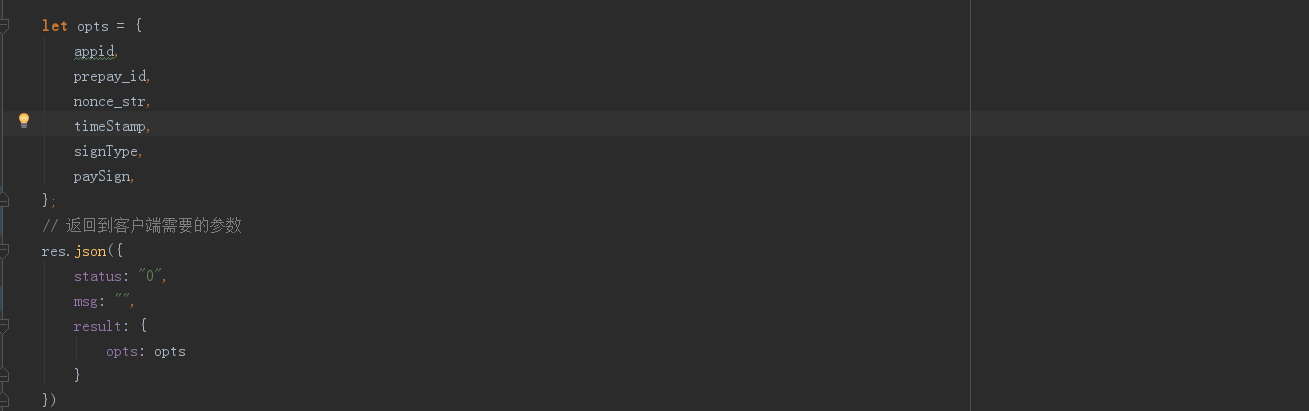 let opts = {
appid,
prepay_id,
nonce_str,
timeStamp,
signType,
paySign,
};
// 返回到客户端需要的参数
res.json({
status: "0",
msg: "",
result: {
opts: opts
}
})